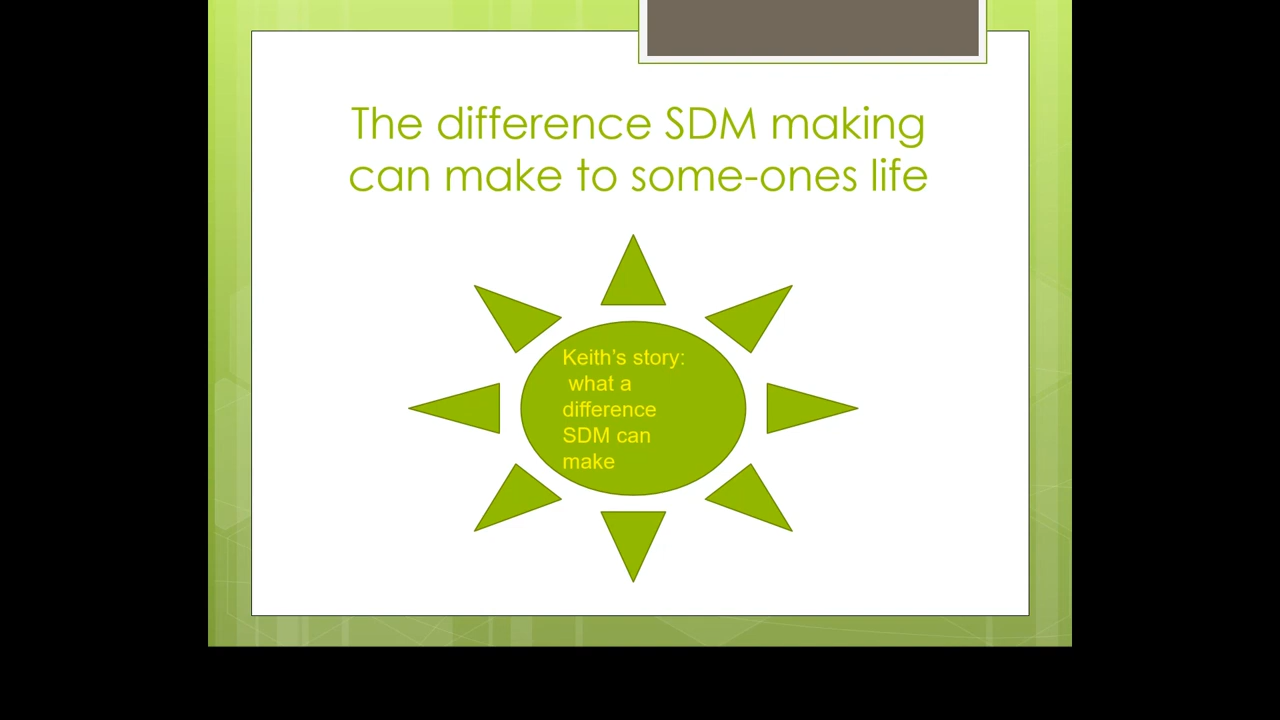 The difference SDM making
can make to some-ones life
Keith's story:
what a
difference
SDM can
make